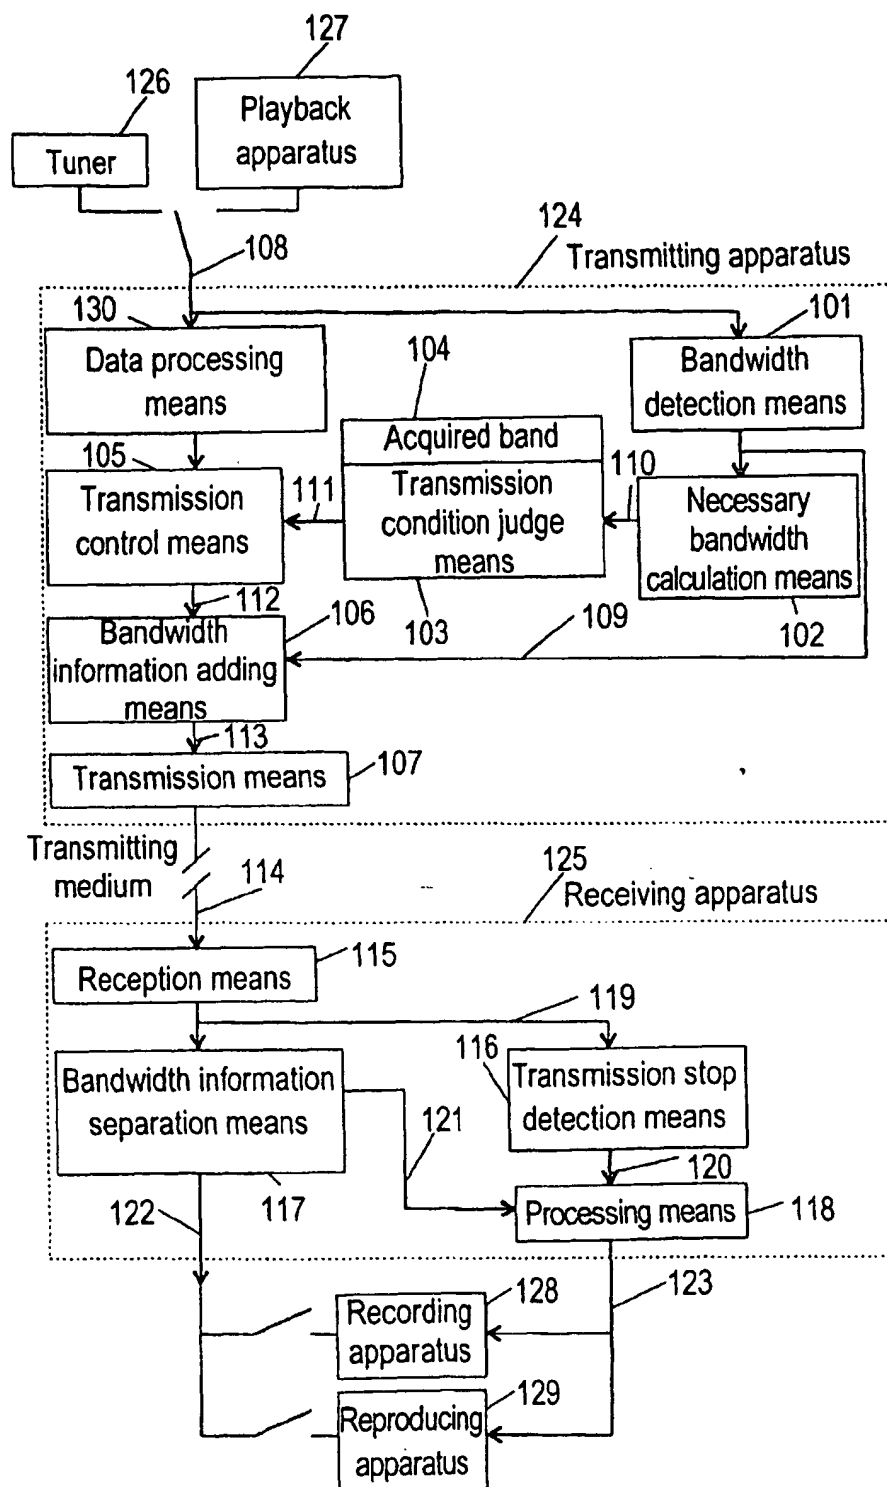 127
126
Playback
apparatus
Tuner
124
108
Transmitting apparatus
130
101
Data processing
means
104
Bandwidth
detection means
Acquired band
105
111
110
Transmission
control means
Transmission
condition judge
means
Necessary
bandwidth
calculation means
112
106
103
109
102
Bandwidth
information adding
means
113
Transmission means
107
Transmitting
medium
114
125
Receiving apparatus
Reception means
115
119
116
Bandwidth information
separation means
Transmission stop
detection means
121
120
122
117
Processing means
118
123
Recording
apparatus
128
Reproducing
apparatus
129